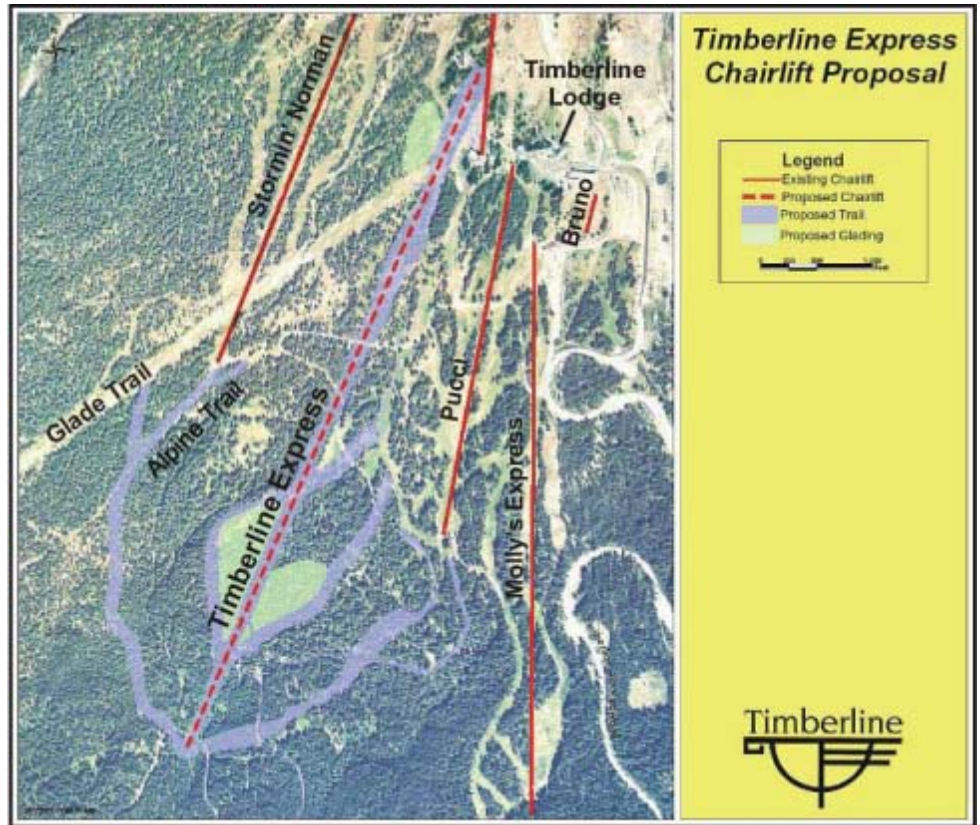 Timberline Express
Chairlift Proposal
Legend
Existing Chairlift
Proposed Chairlift
Proposed Trail
Proposed Glading
Stormin' Norman
Timberline
Lodge
Bruno
Glade Trail
Alpine Trail
Timberline Express
Pucci
Molly's Express
Timberline